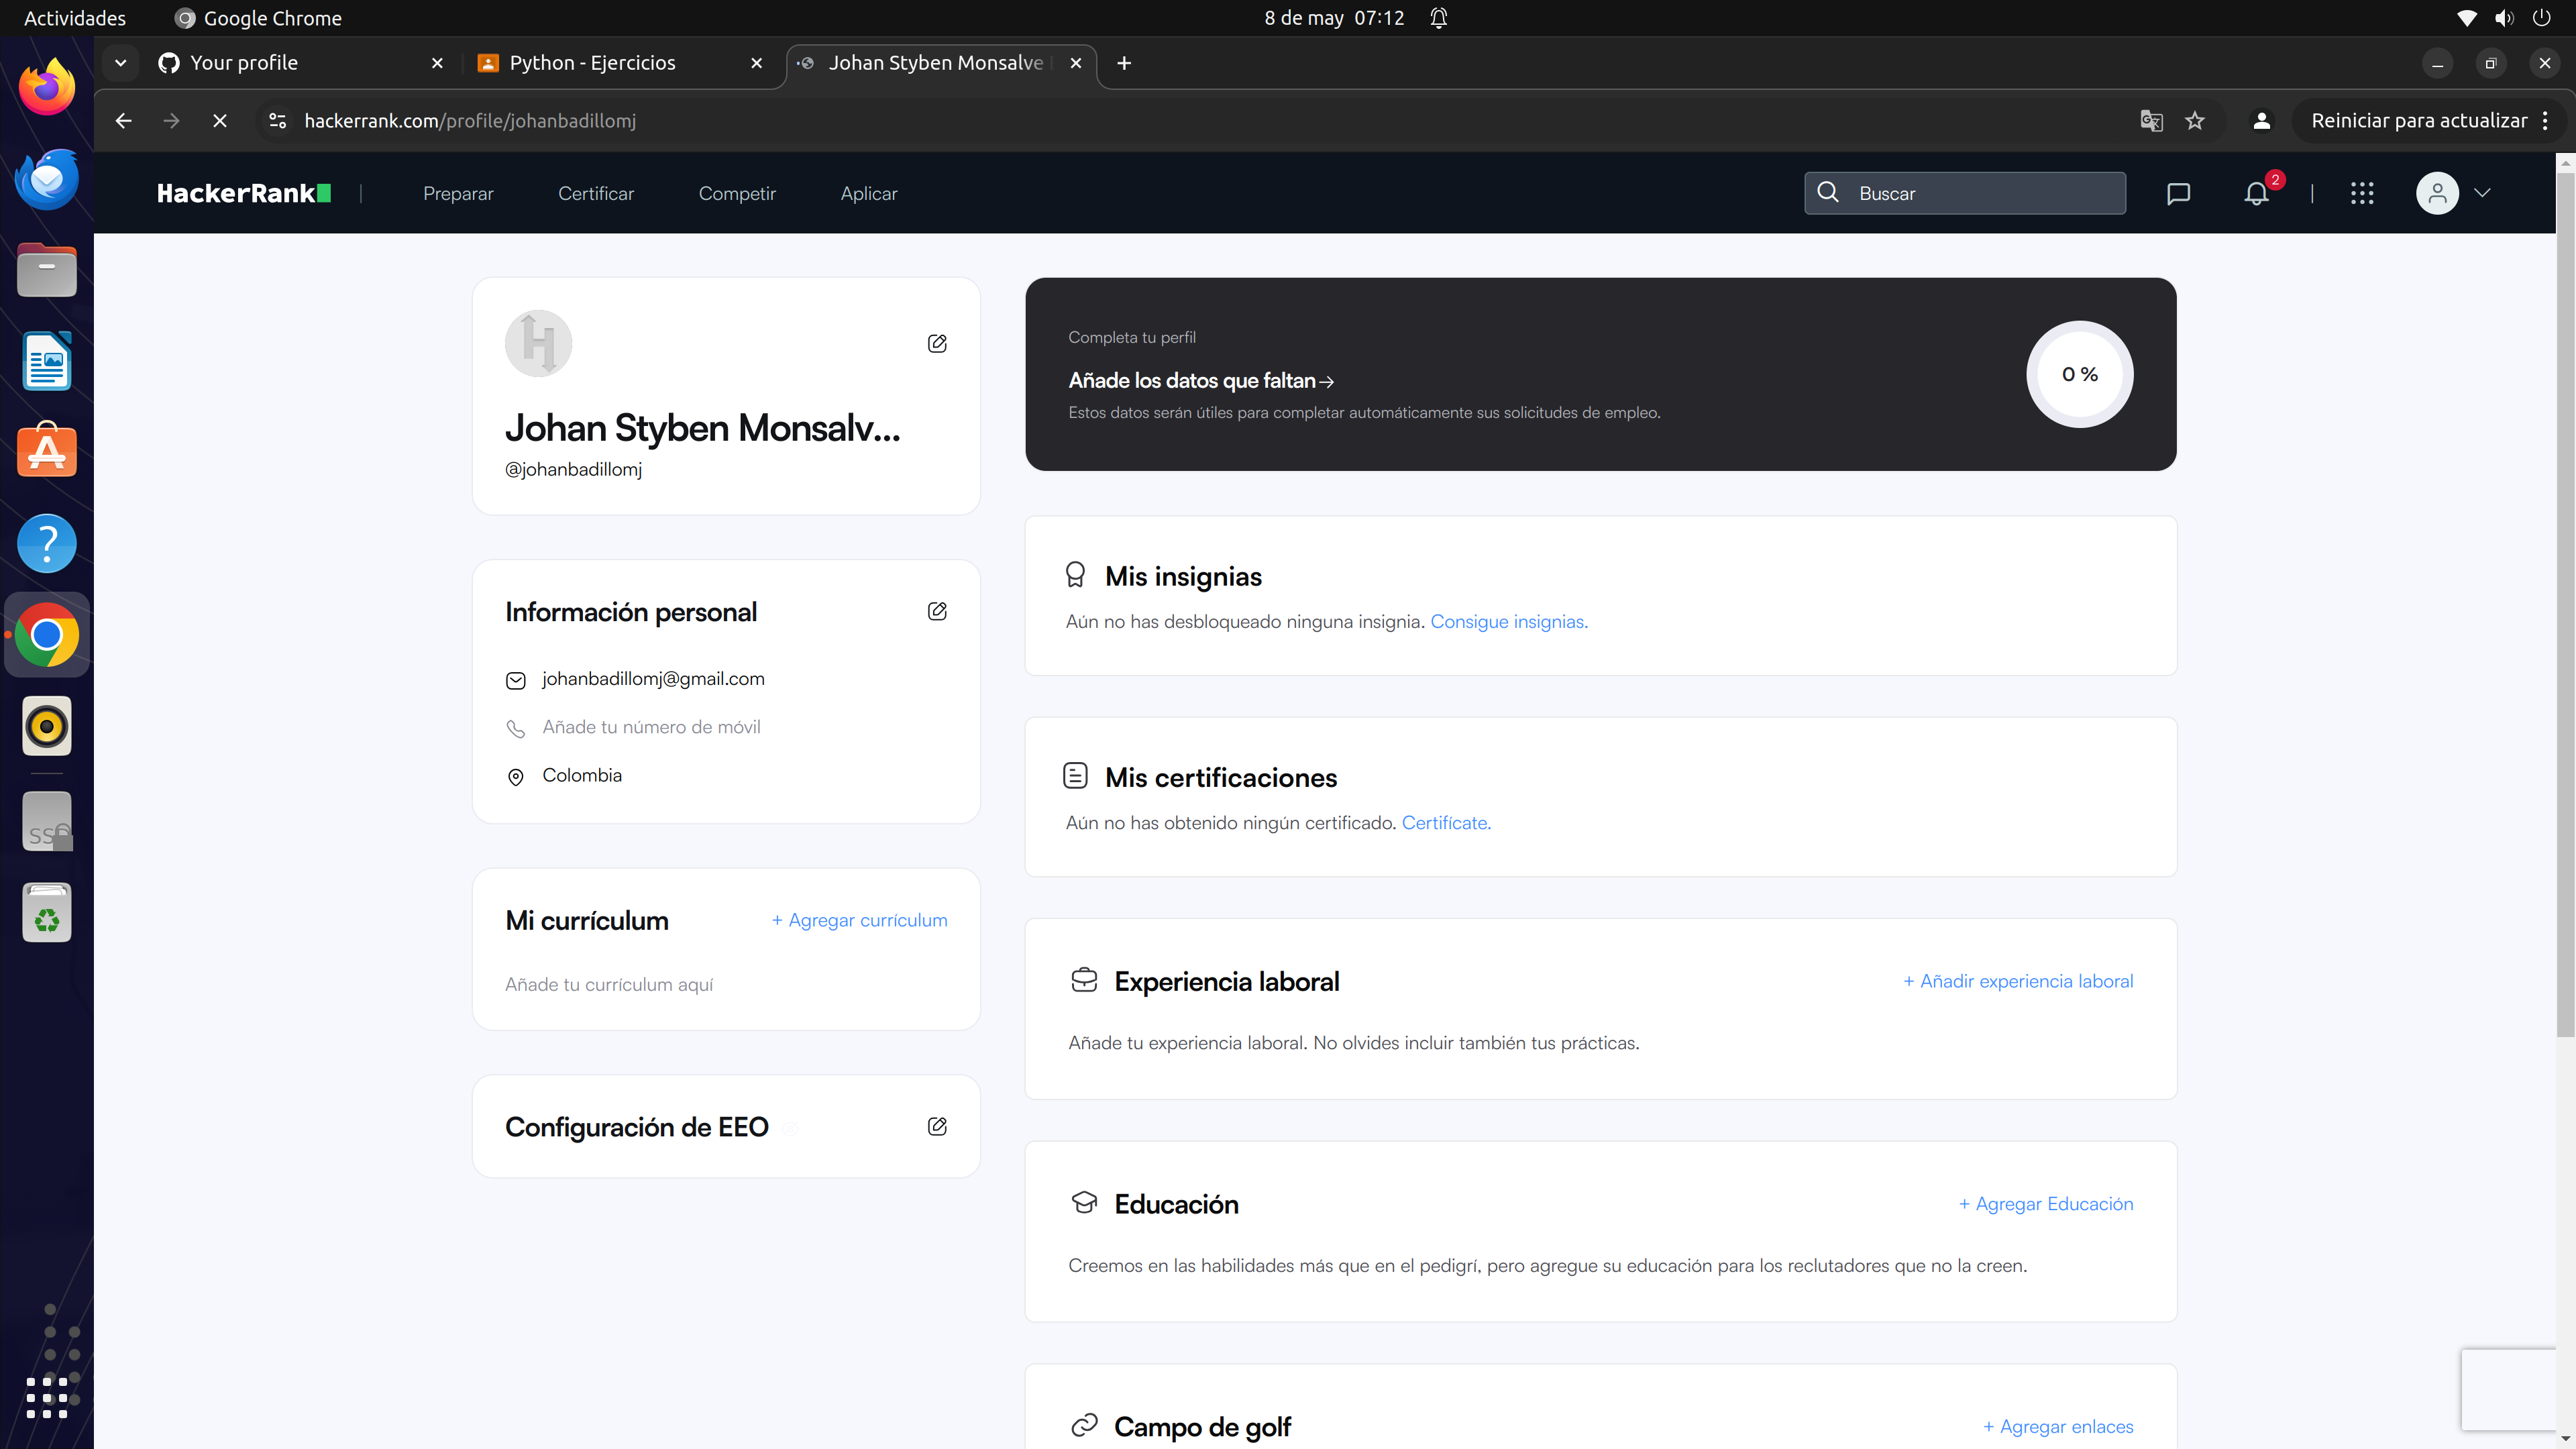 Actividades
Google Chrome
8 de may 07:12
Your profile
Python - Ejercicios
Johan Styben Monsalve
hackerrank.com/profile/johanbadillomj
Reiniciar para actualizar
HackerRank
Preparar
Certificar
Competir
Aplicar
Buscar
2
Johan Styben Monsalv...
@johanbadillomj
Información personal
johanbadillomj@gmail.com
Añade tu número de móvil
Colombia
Mi currículum
+ Agregar currículum
Añade tu currículum aquí
Configuración de EEO
Completa tu perfil
Añade los datos que faltan→
Estos datos serán útiles para completar automáticamente sus solicitudes de empleo.
0 %
Mis insignias
Aún no has desbloqueado ninguna insignia. Consigue insignias.
Mis certificaciones
Aún no has obtenido ningún certificado. Certifícate.
Experiencia laboral
+ Añadir experiencia laboral
Añade tu experiencia laboral. No olvides incluir también tus prácticas.
Educación
+ Agregar Educación
Creemos en las habilidades más que en el pedigrí, pero agregue su educación para los reclutadores que no la creen.
Campo de golf
+ Agregar enlaces